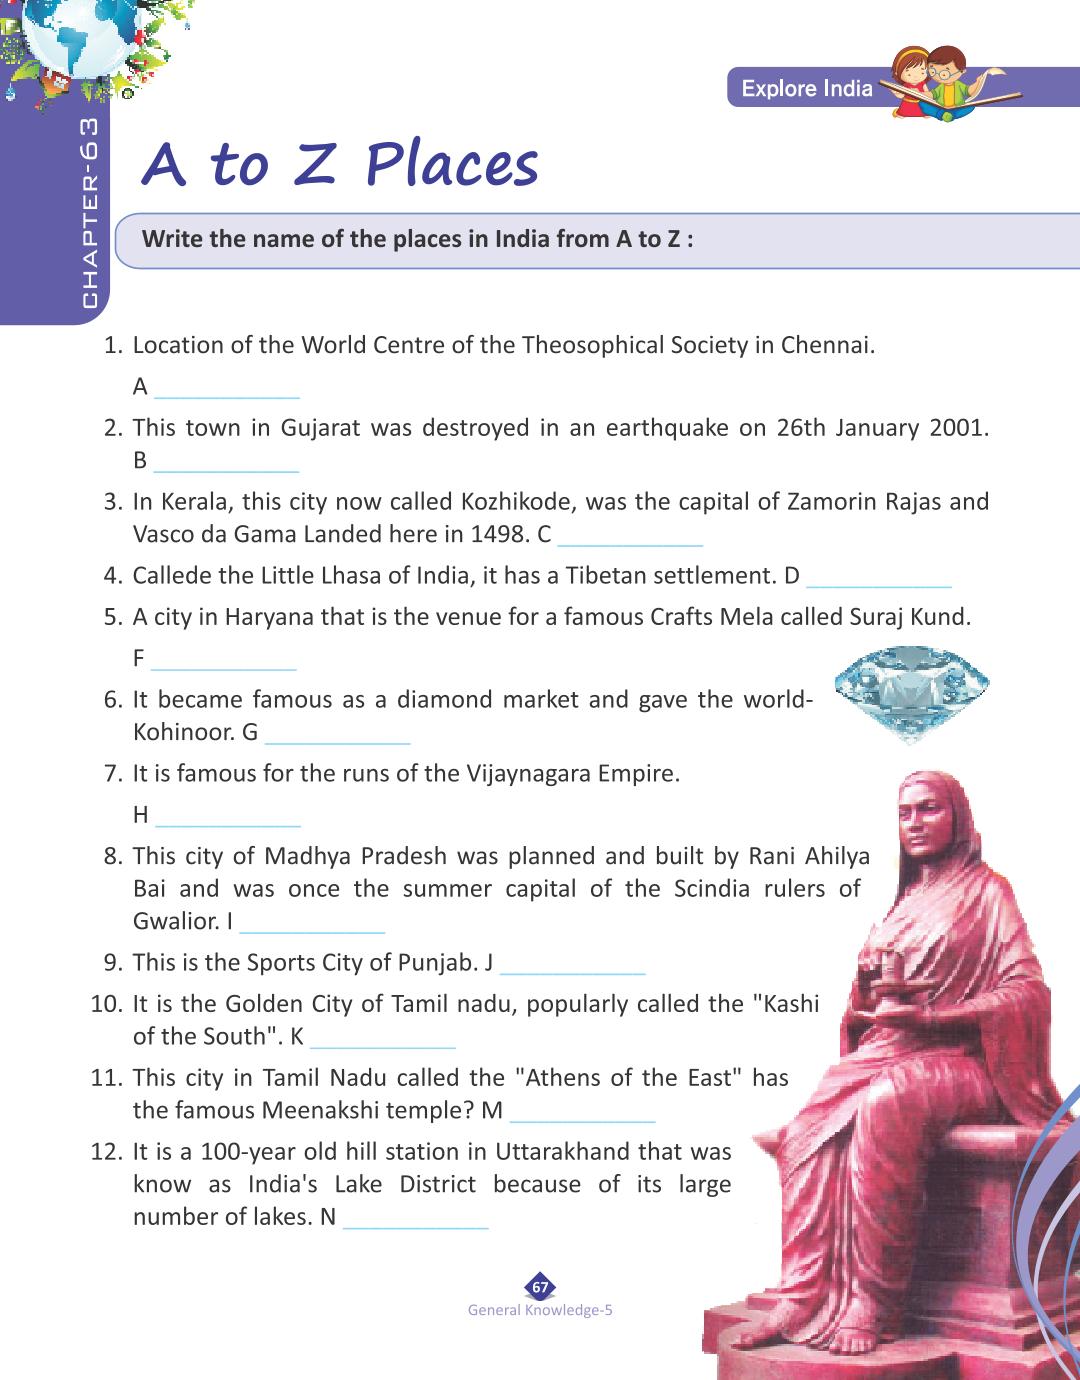 Explore India
CHAPTER-63
A to Z Places
Write the name of the places in India from A to Z :
1. Location of the World Centre of the Theosophical Society in Chennai.
A ___________
2. This town in Gujarat was destroyed in an earthquake on 26th January 2001.
B ___________
3. In Kerala, this city now called Kozhikode, was the capital of Zamorin Rajas and
Vasco da Gama Landed here in 1498. C ___________
4. Callede the Little Lhasa of India, it has a Tibetan settlement. D ___________
5. A city in Haryana that is the venue for a famous Crafts Mela called Suraj Kund.
F ___________
6. It became famous as a diamond market and gave the world-
Kohinoor. G ___________
7. It is famous for the runs of the Vijaynagara Empire.
H ___________
8. This city of Madhya Pradesh was planned and built by Rani Ahilya
Bai and was once the summer capital of the Scindia rulers of
Gwalior. I ___________
9. This is the Sports City of Punjab. J ___________
10. It is the Golden City of Tamil nadu, popularly called the "Kashi
of the South". K ___________
11. This city in Tamil Nadu called the "Athens of the East" has
the famous Meenakshi temple? M ___________
12. It is a 100-year old hill station in Uttarakhand that was
know as India's Lake District because of its large
number of lakes. N ___________
67
General Knowledge-5